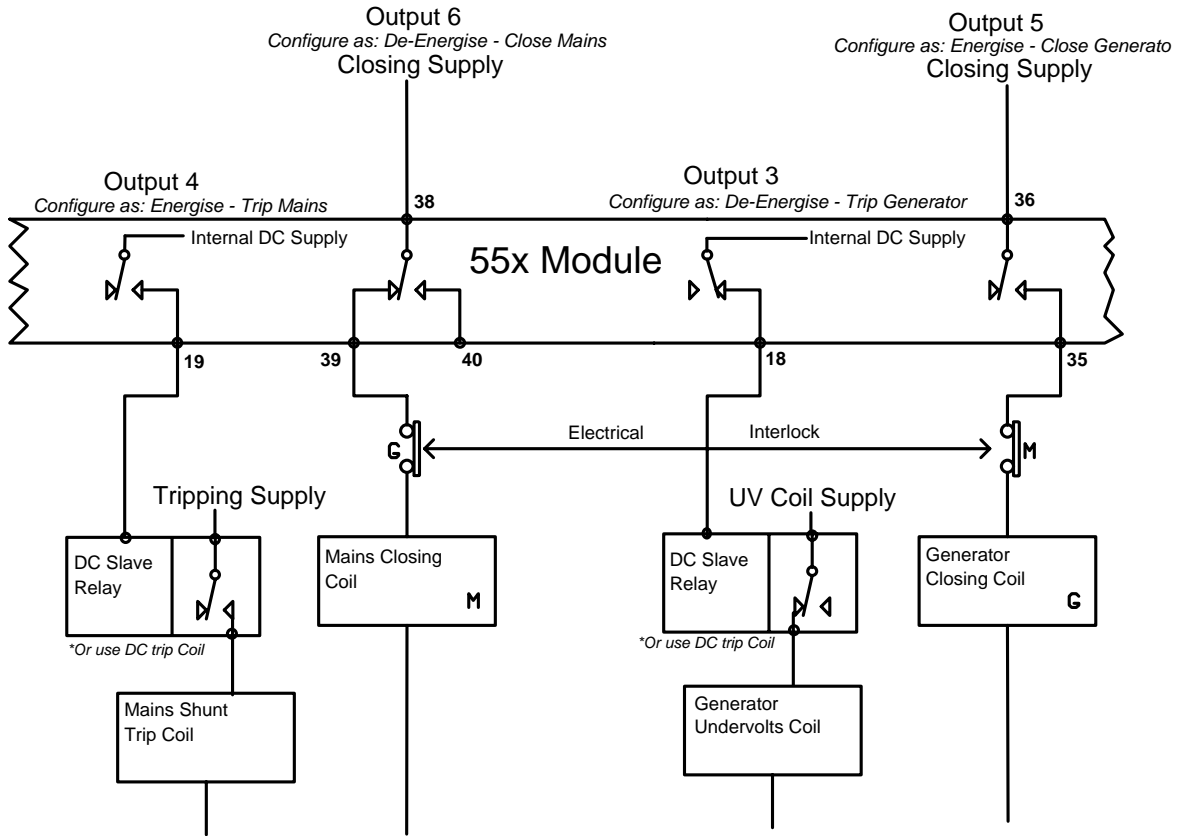 Output 6
Configure as: De-Energise - Close Mains
Closing Supply
Output 5
Configure as: Energise - Close Generato
Closing Supply
Output 4
Configure as: Energise - Trip Mains
38
Output 3
Configure as: De-Energise - Trip Generator
36
Internal DC Supply
55x Module
Internal DC Supply
19
39
40
18
35
G
Electrical
Interlock
M
Tripping Supply
UV Coil Supply
DC Slave
Relay
*Or use DC trip Coil
Mains Closing
Coil
M
DC Slave
Relay
*Or use DC trip Coil
Generator
Closing Coil
G
Mains Shunt
Trip Coil
Generator
Undervolts Coil